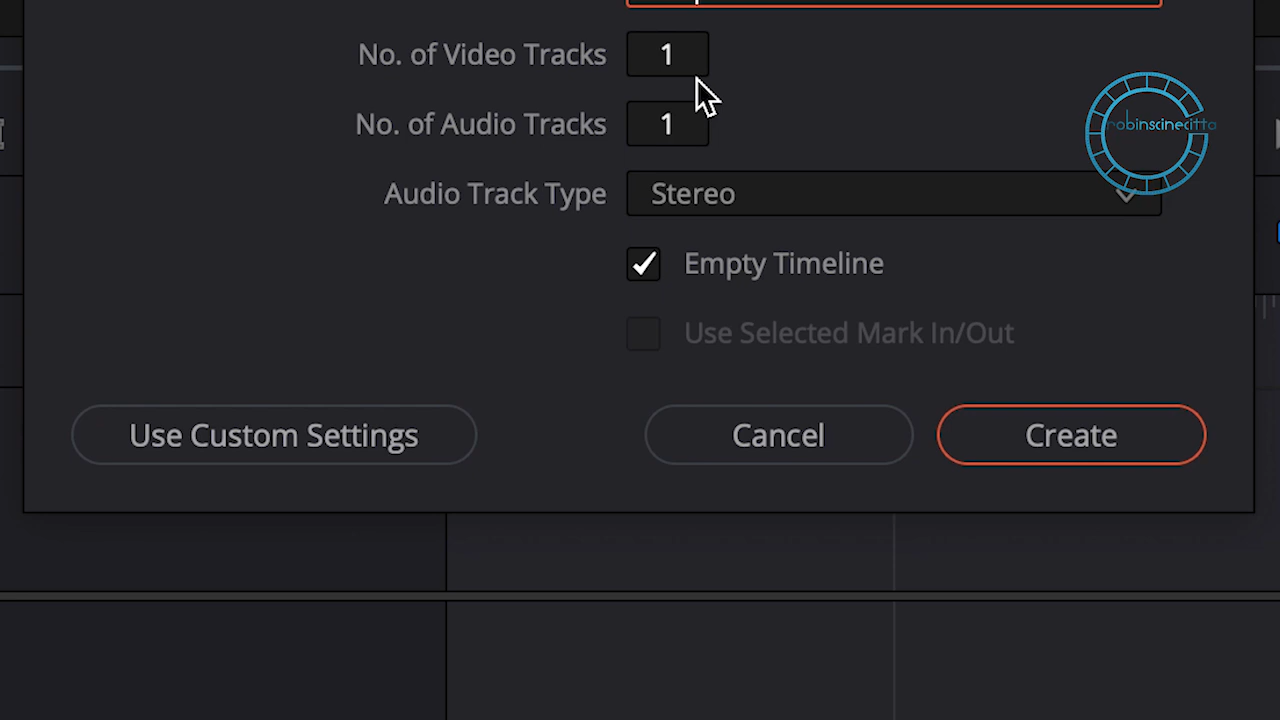 No. of Video Tracks 1
robinscinecitta
No. of Audio Tracks 1
Audio Track Type Stereo
Empty Timeline
Use Selected Mark In/Out
Use Custom Settings Cancel Create